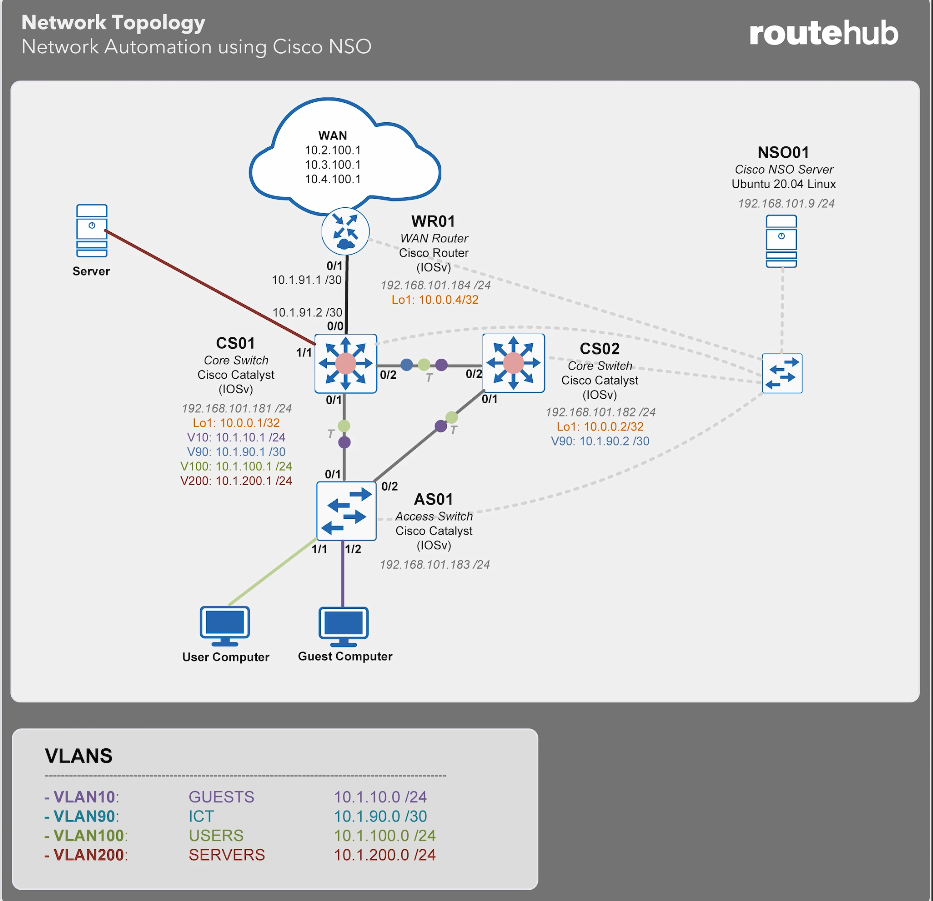 Network Topology
Network Automation using Cisco NSO
routehub
WAN
10.2.100.1
10.3.100.1
10.4.100.1
NSO01
Cisco NSO Server
Ubuntu 20.04 Linux
192.168.101.9 /24
Server
WR01
WAN Router
Cisco Router
(IOSv)
192.168.101.184 /24
Lo1: 10.0.0.4/32
0/1
10.1.91.1 /30
10.1.91.2 /30
0/0
CS01
Core Switch
Cisco Catalyst
(IOSv)
192.168.101.181 /24
Lo1: 10.0.0.1/32
V10: 10.1.10.1 /24
V90: 10.1.90.1 /30
V100: 10.1.100.1 /24
V200: 10.1.200.1 /24
1/1
0/2
T
0/2
0/1
0/1
CS02
Core Switch
Cisco Catalyst
(IOSv)
192.168.101.182 /24
Lo1: 10.0.0.2/32
V90: 10.1.90.2 /30
T
T
0/1
0/2
AS01
Access Switch
Cisco Catalyst
(IOSv)
192.168.101.183 /24
1/1
1/2
User Computer
Guest Computer
VLANS
- VLAN10: GUESTS 10.1.10.0 /24
- VLAN90: ICT 10.1.90.0 /30
- VLAN100: USERS 10.1.100.0 /24
- VLAN200: SERVERS 10.1.200.0 /24